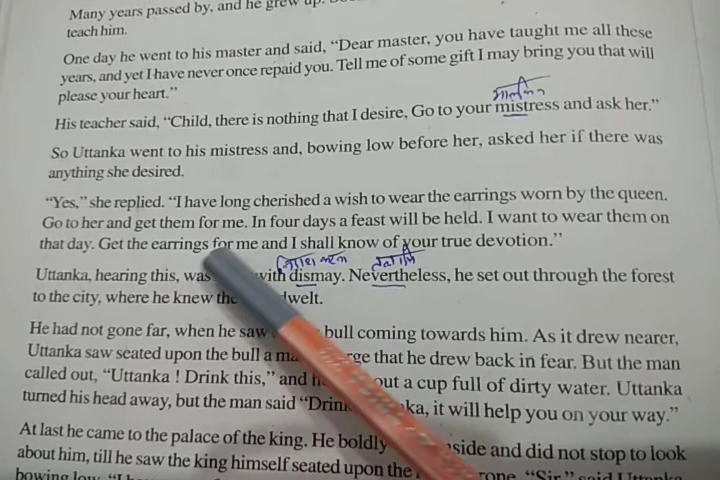 Many years passed by, and he grew up.
teach him.
One day he went to his master and said, “Dear master, you have taught me all these
years, and yet I have never once repaid you. Tell me of some gift I may bring you that will
please your heart.”
His teacher said, “Child, there is nothing that I desire, Go to your mistress and ask her.”
So Uttanka went to his mistress and, bowing low before her, asked her if there was
anything she desired.
“Yes,” she replied. “I have long cherished a wish to wear the earrings worn by the queen.
Go to her and get them for me. In four days a feast will be held. I want to wear them on
that day. Get the earrings for me and I shall know of your true devotion.”
Uttanka, hearing this, was with dismay. Nevertheless, he set out through the forest
to the city, where he knew the dwelt.
He had not gone far, when he saw bull coming towards him. As it drew nearer,
Uttanka saw seated upon the bull a that he drew back in fear. But the man
called out, “Uttanka ! Drink this,” and out a cup full of dirty water. Uttanka
turned his head away, but the man said “Drink it will help you on your way.”
At last he came to the palace of the king. He boldly and did not stop to look
about him, till he saw the king himself seated upon the “Sir,” said Uttanka
bowing low,